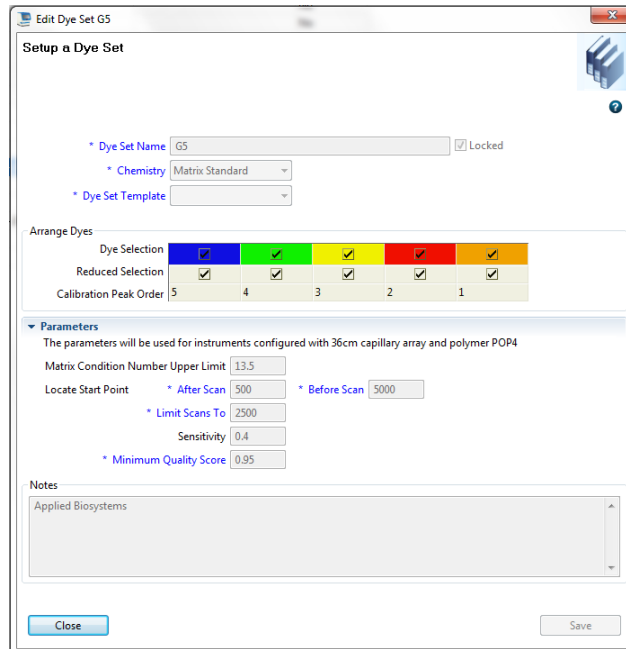 Edit Dye Set G5
Setup a Dye Set
* Dye Set Name G5 Locked
* Chemistry Matrix Standard
* Dye Set Template
Arrange Dyes
Dye Selection
Reduced Selection
Calibration Peak Order 5 4 3 2 1
Parameters
The parameters will be used for instruments configured with 36cm capillary array and polymer POP4
Matrix Condition Number Upper Limit 13.5
Locate Start Point * After Scan 500 * Before Scan 5000
* Limit Scans To 2500
Sensitivity 0.4
* Minimum Quality Score 0.95
Notes
Applied Biosystems
Close Save